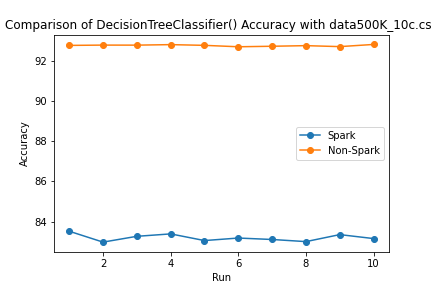 Comparison of DecisionTreeClassifier() Accuracy with data500K_10c.cs
92
90
88
86
84
Accuracy
Spark
Non-Spark
2
4
6
8
10
Run